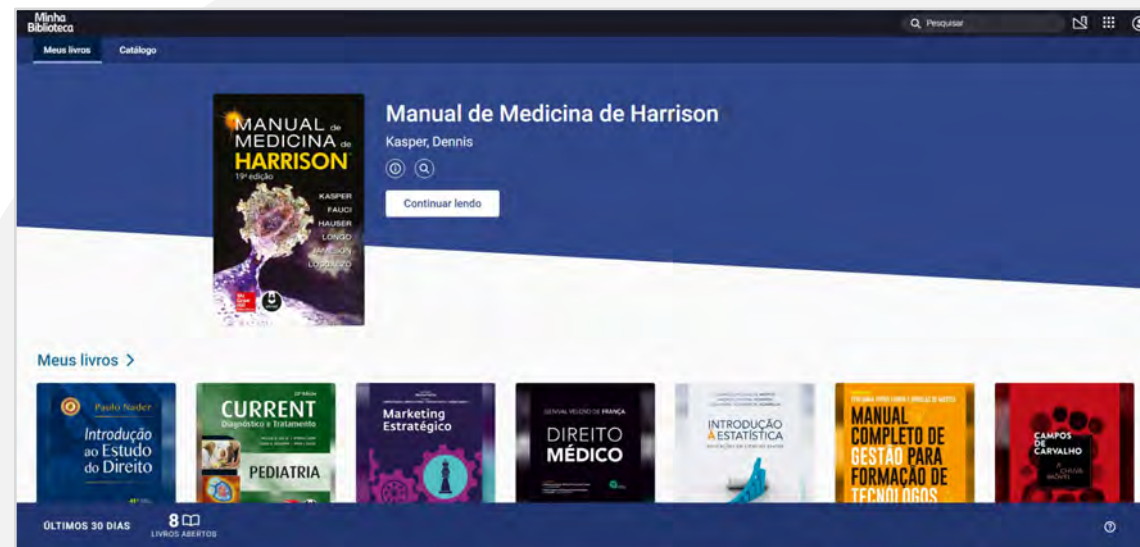 Minha
Biblioteca
Pesquisar
Meus livros Catálogo
MANUAL de
MEDICINA de
HARRISON
19ª edição
KASPER
FAUCI
HAUSER
LONGO
JAMESON
LOSCALZO
Manual de Medicina de Harrison
Kasper, Dennis
Continuar lendo
Meus livros >
Paulo Nader
Introdução
ao Estudo
do Direito
CURRENT
Diagnóstico e Tratamento
PEDIATRIA
Marketing
Estratégico
GENIVAL VELOSO DE FRANÇA
DIREITO
MÉDICO
INTRODUÇÃO
À ESTATÍSTICA
MANUAL
COMPLETO DE
GESTÃO PARA
FORMAÇÃO DE
TECNÓLOGOS
CAMPOS
DE
CARVALHO
ÚLTIMOS 30 DIAS
8
LIVROS ABERTOS